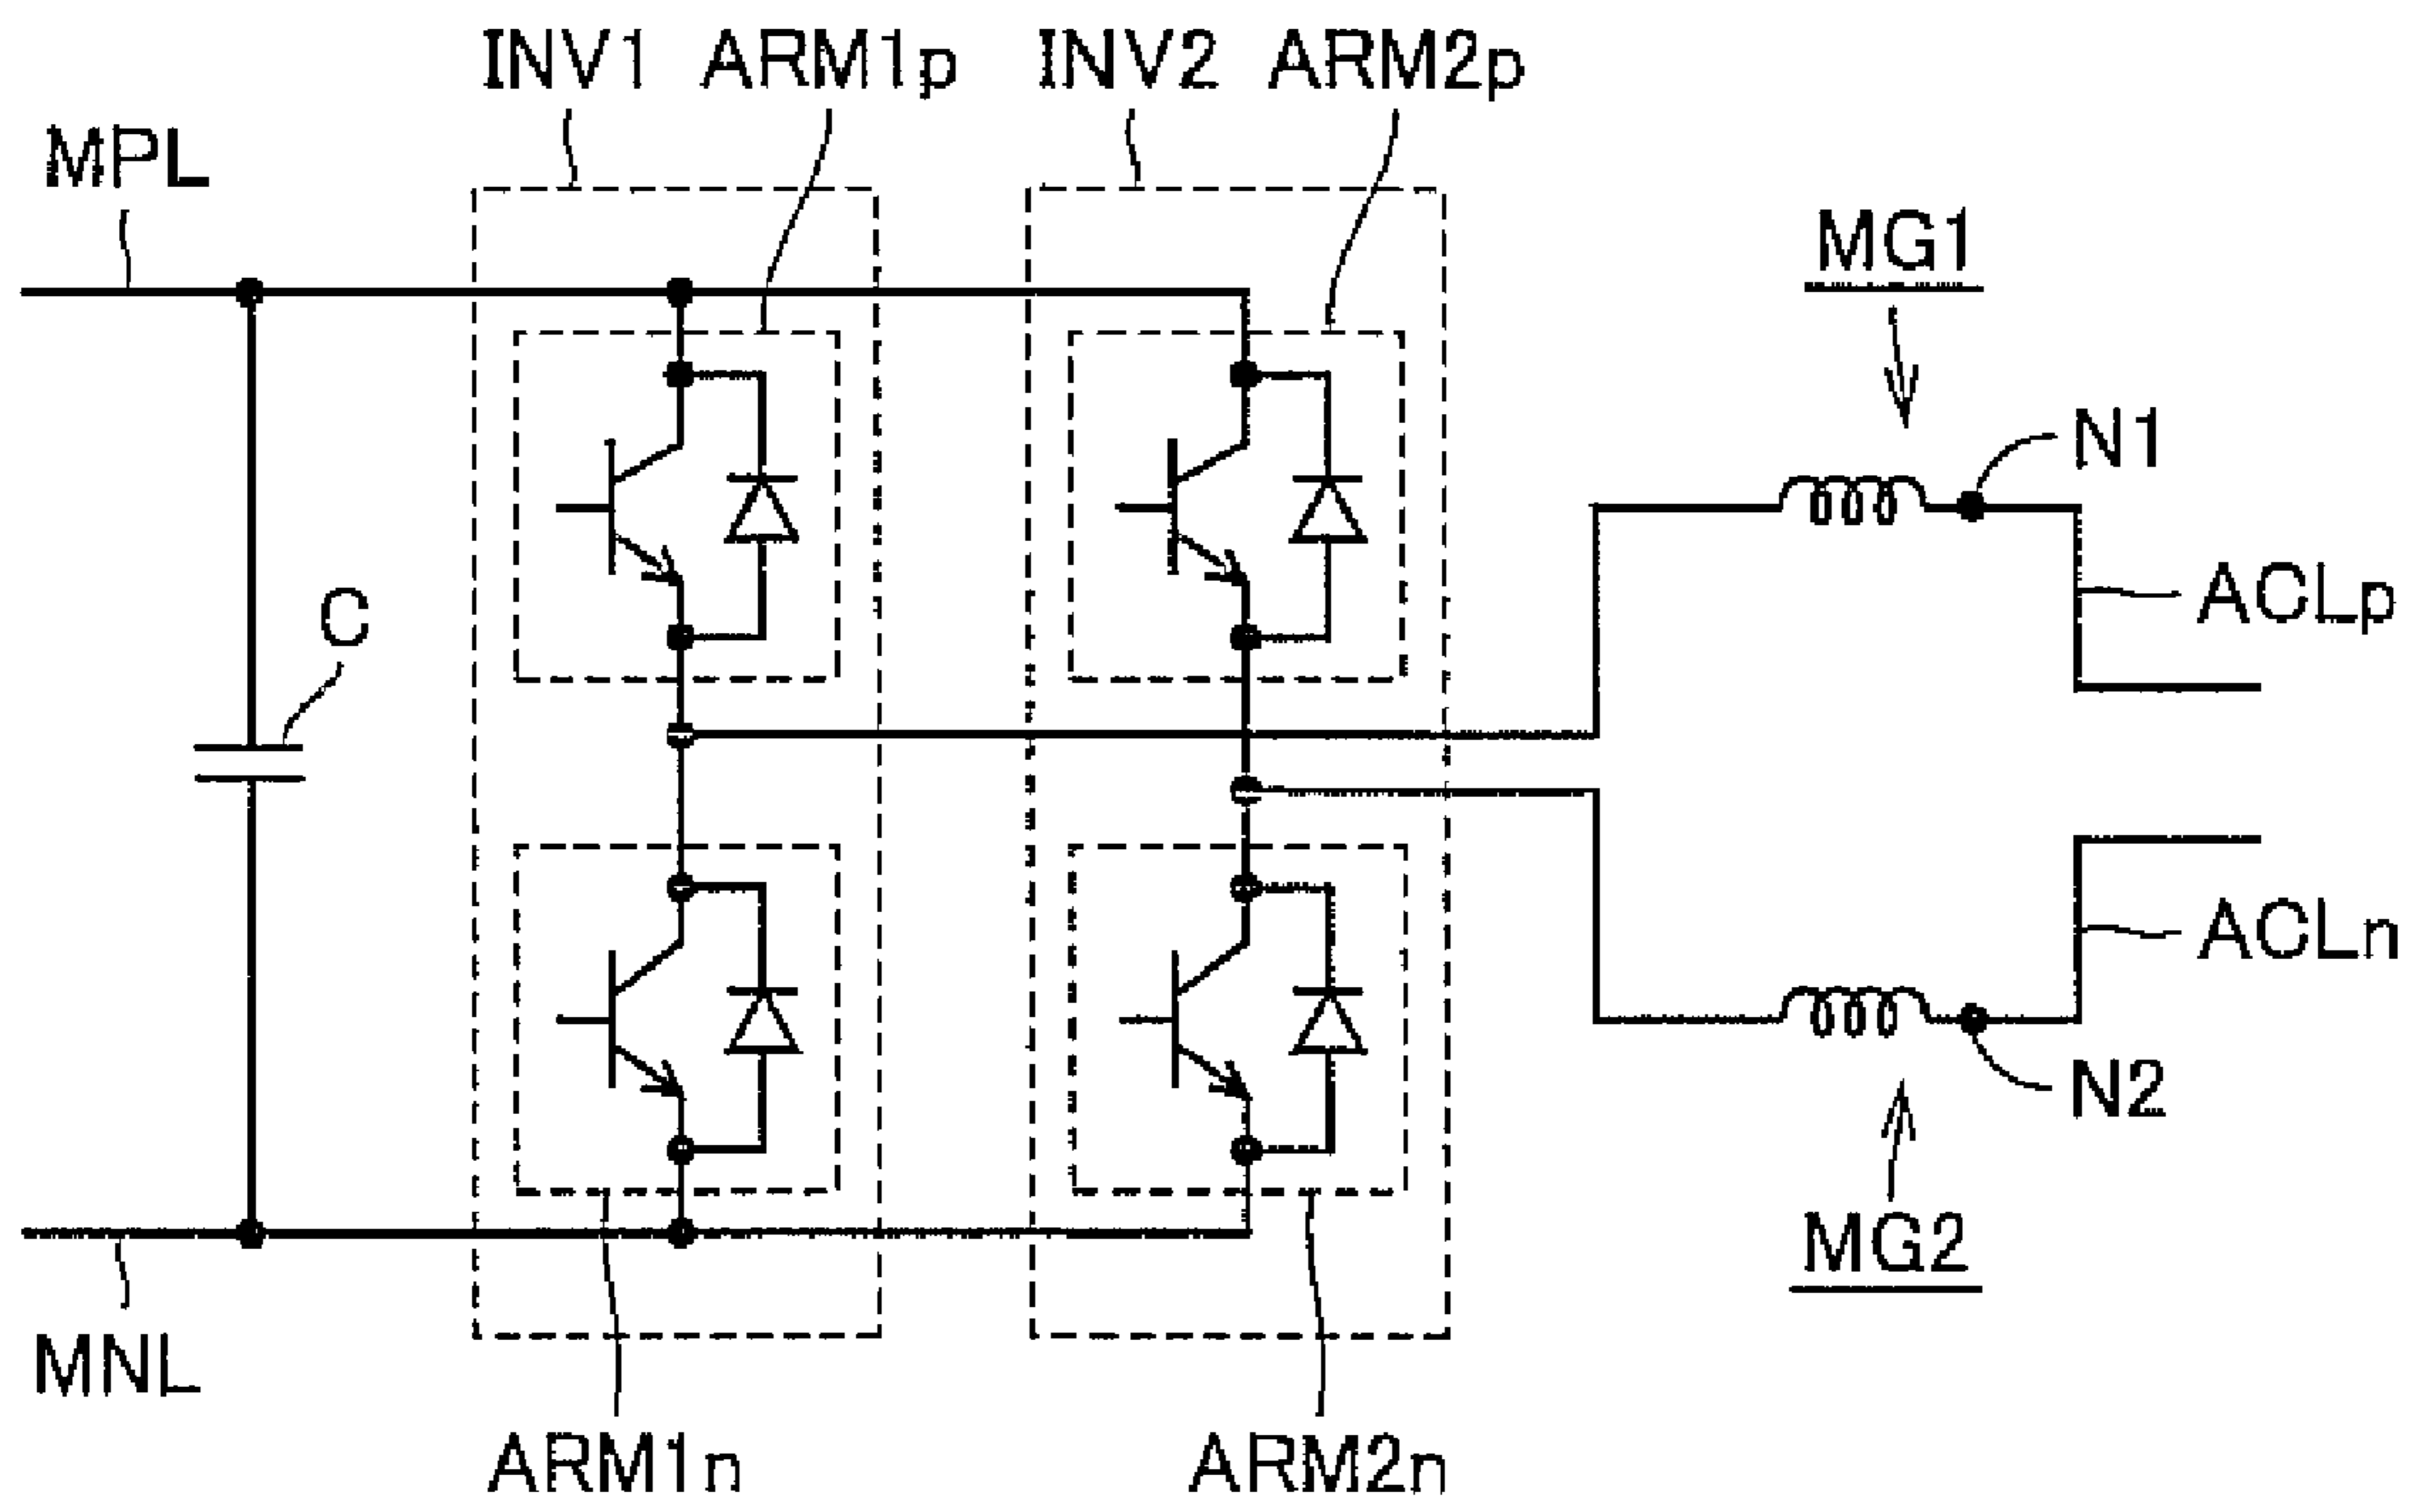 INV1 ARM1p INV2 ARM2p
MPL
MG1
N1
ACLp
C
ACLn
N2
MG2
MNL
ARM1n ARM2n